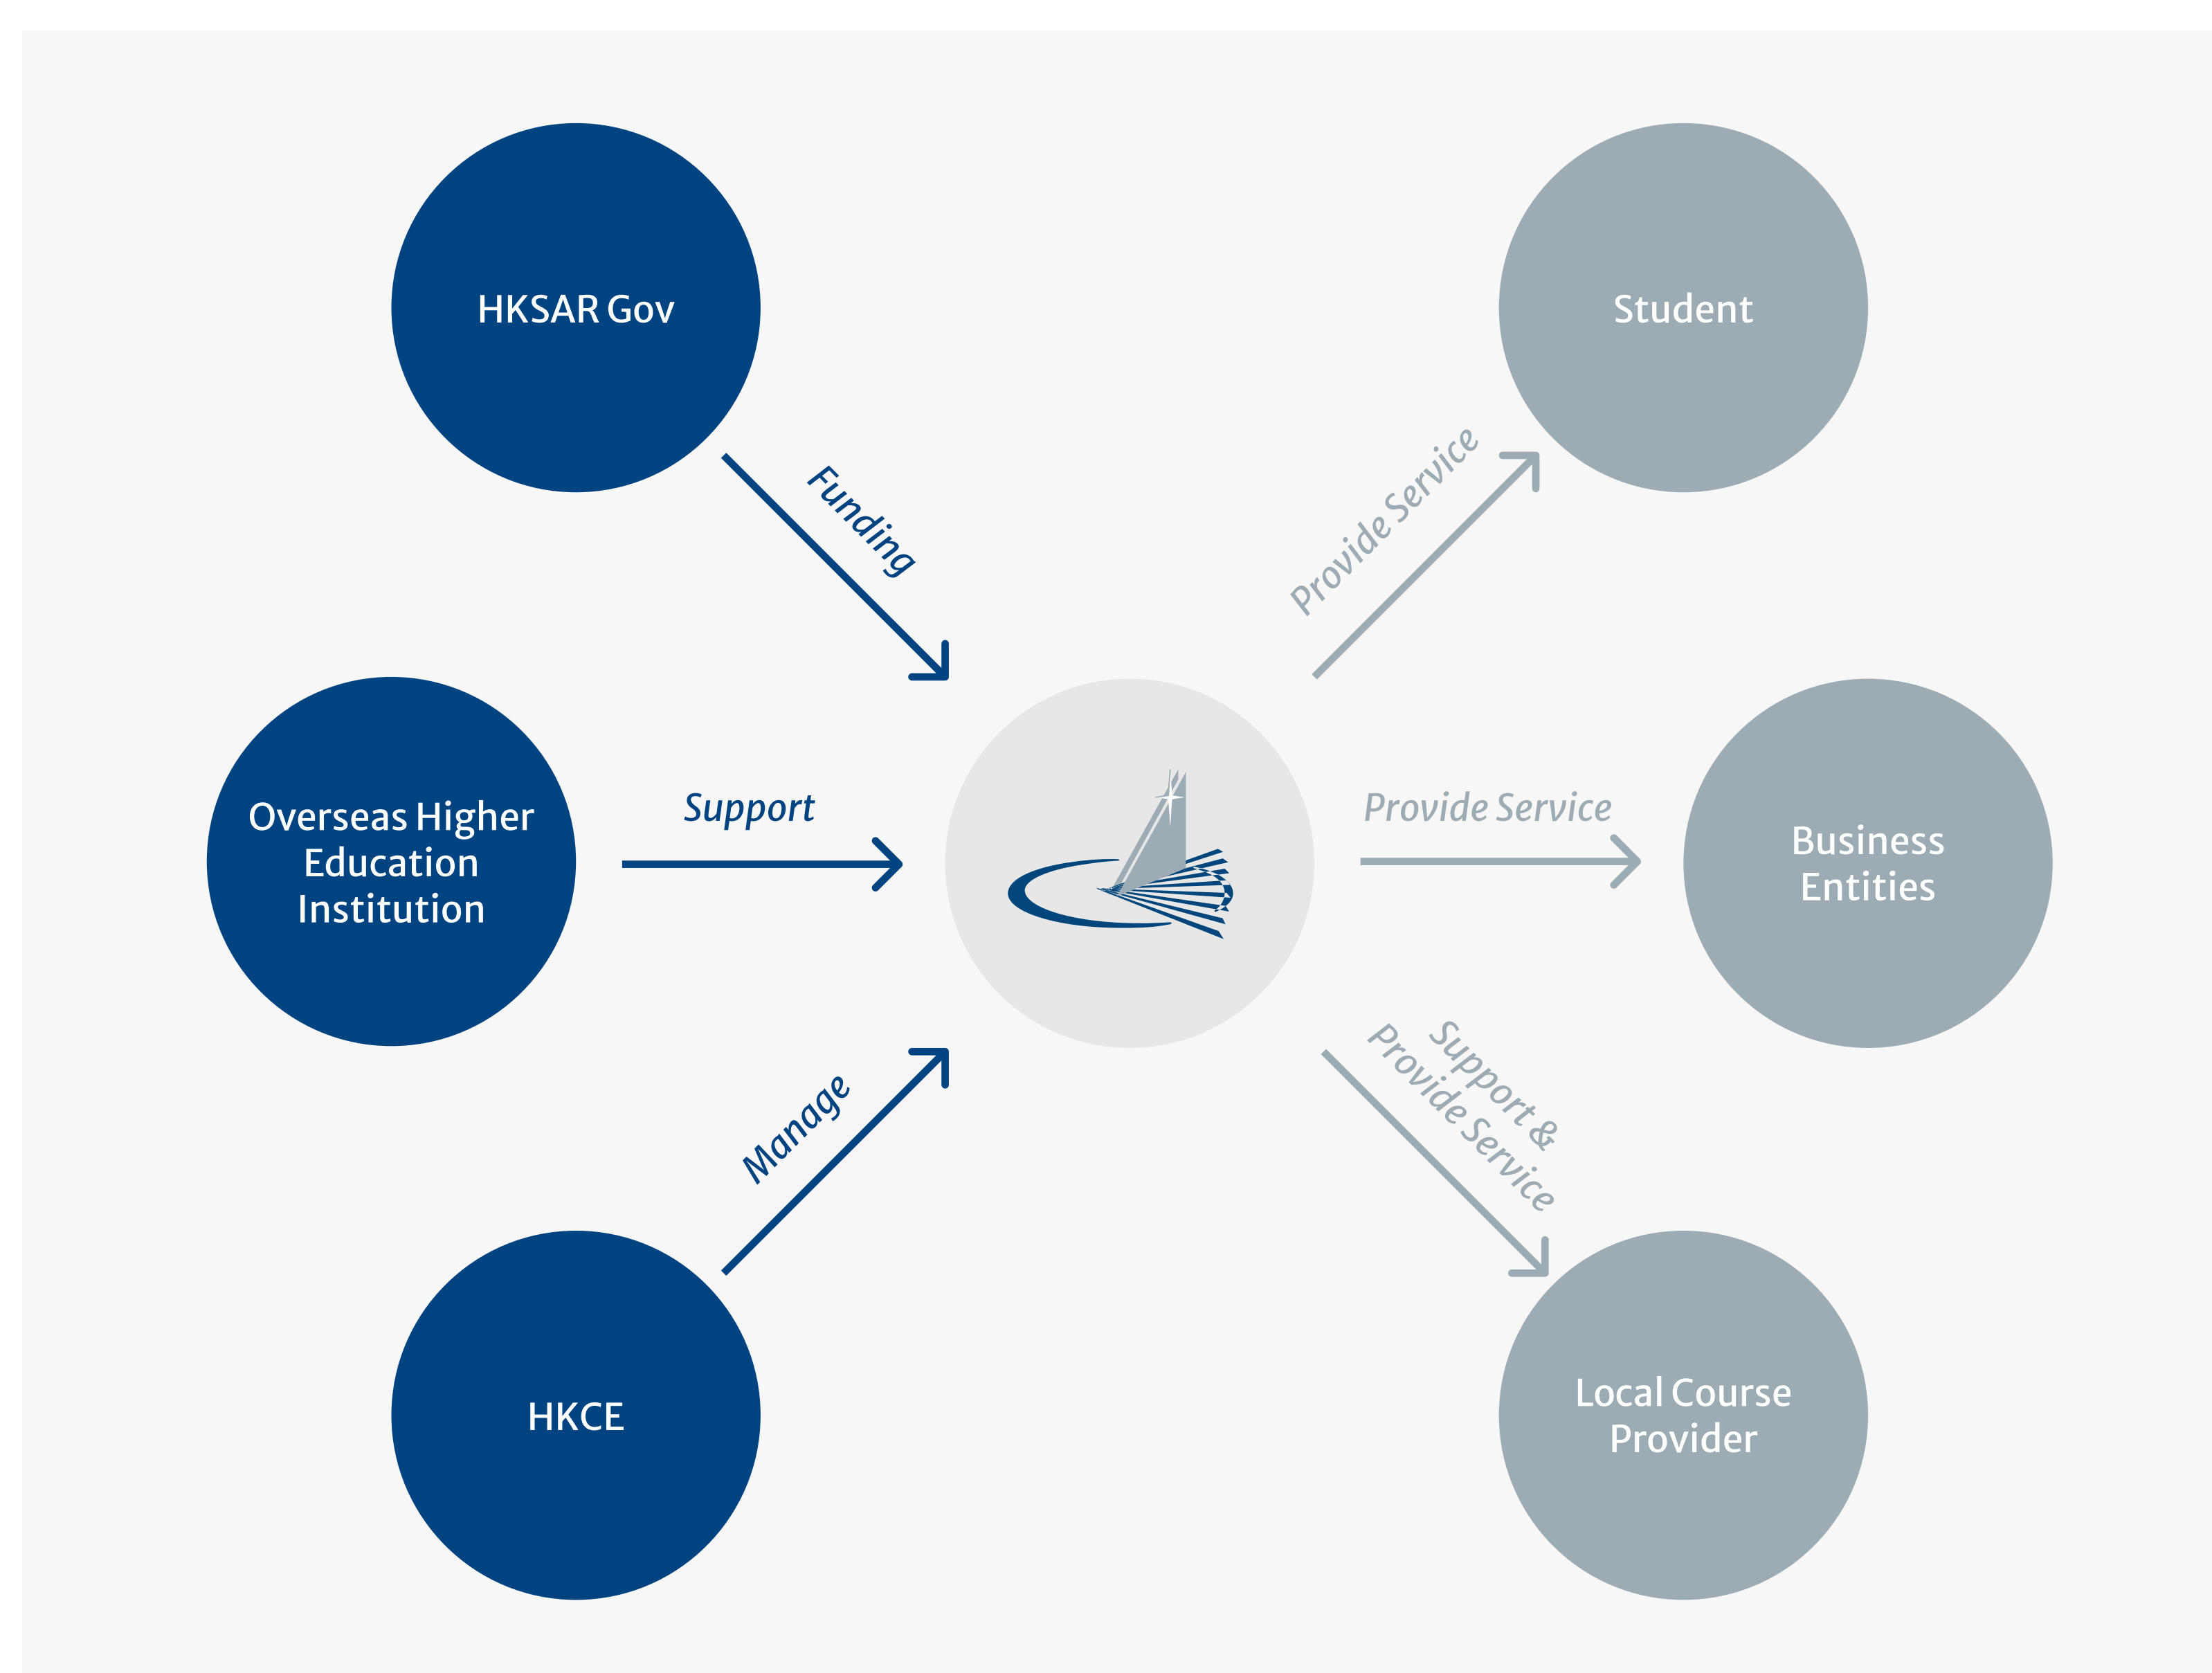 HKSAR Gov
Student
Funding
Provide Service
Overseas Higher
Education
Institution
Support
Provide Service
Business
Entities
Manage
Support &
Provide Service
HKCE
Local Course
Provider